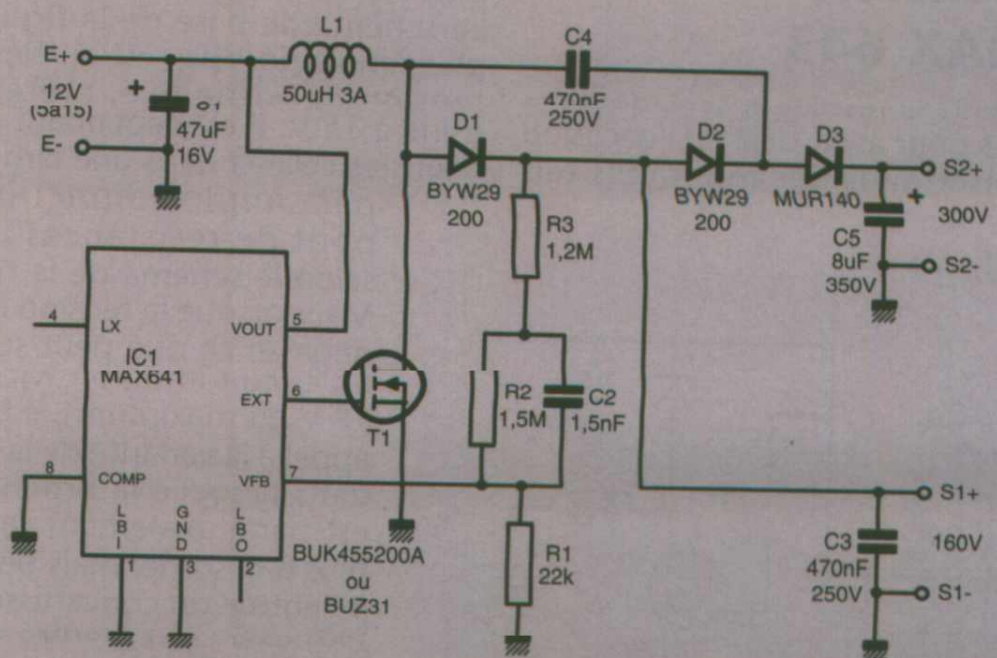 AX 643
E+
12V
(5a15)
E-
+
47uF
16V
L1
50uH 3A
C4
470nF
250V
D1
BYW29
200
D2
BYW29
200
D3
MUR140
S2+
+
300V
C5
8uF
350V
S2-
R3
1,2M
4
LX
VOUT
5
IC1
MAX641
EXT
6
T1
R2
1,5M
C2
1,5nF
8
COMP
VFB
7
LBI
GND
LBO
1
3
2
BUK455200A
ou
BUZ31
R1
22k
S1+
160V
C3
470nF
250V
S1-